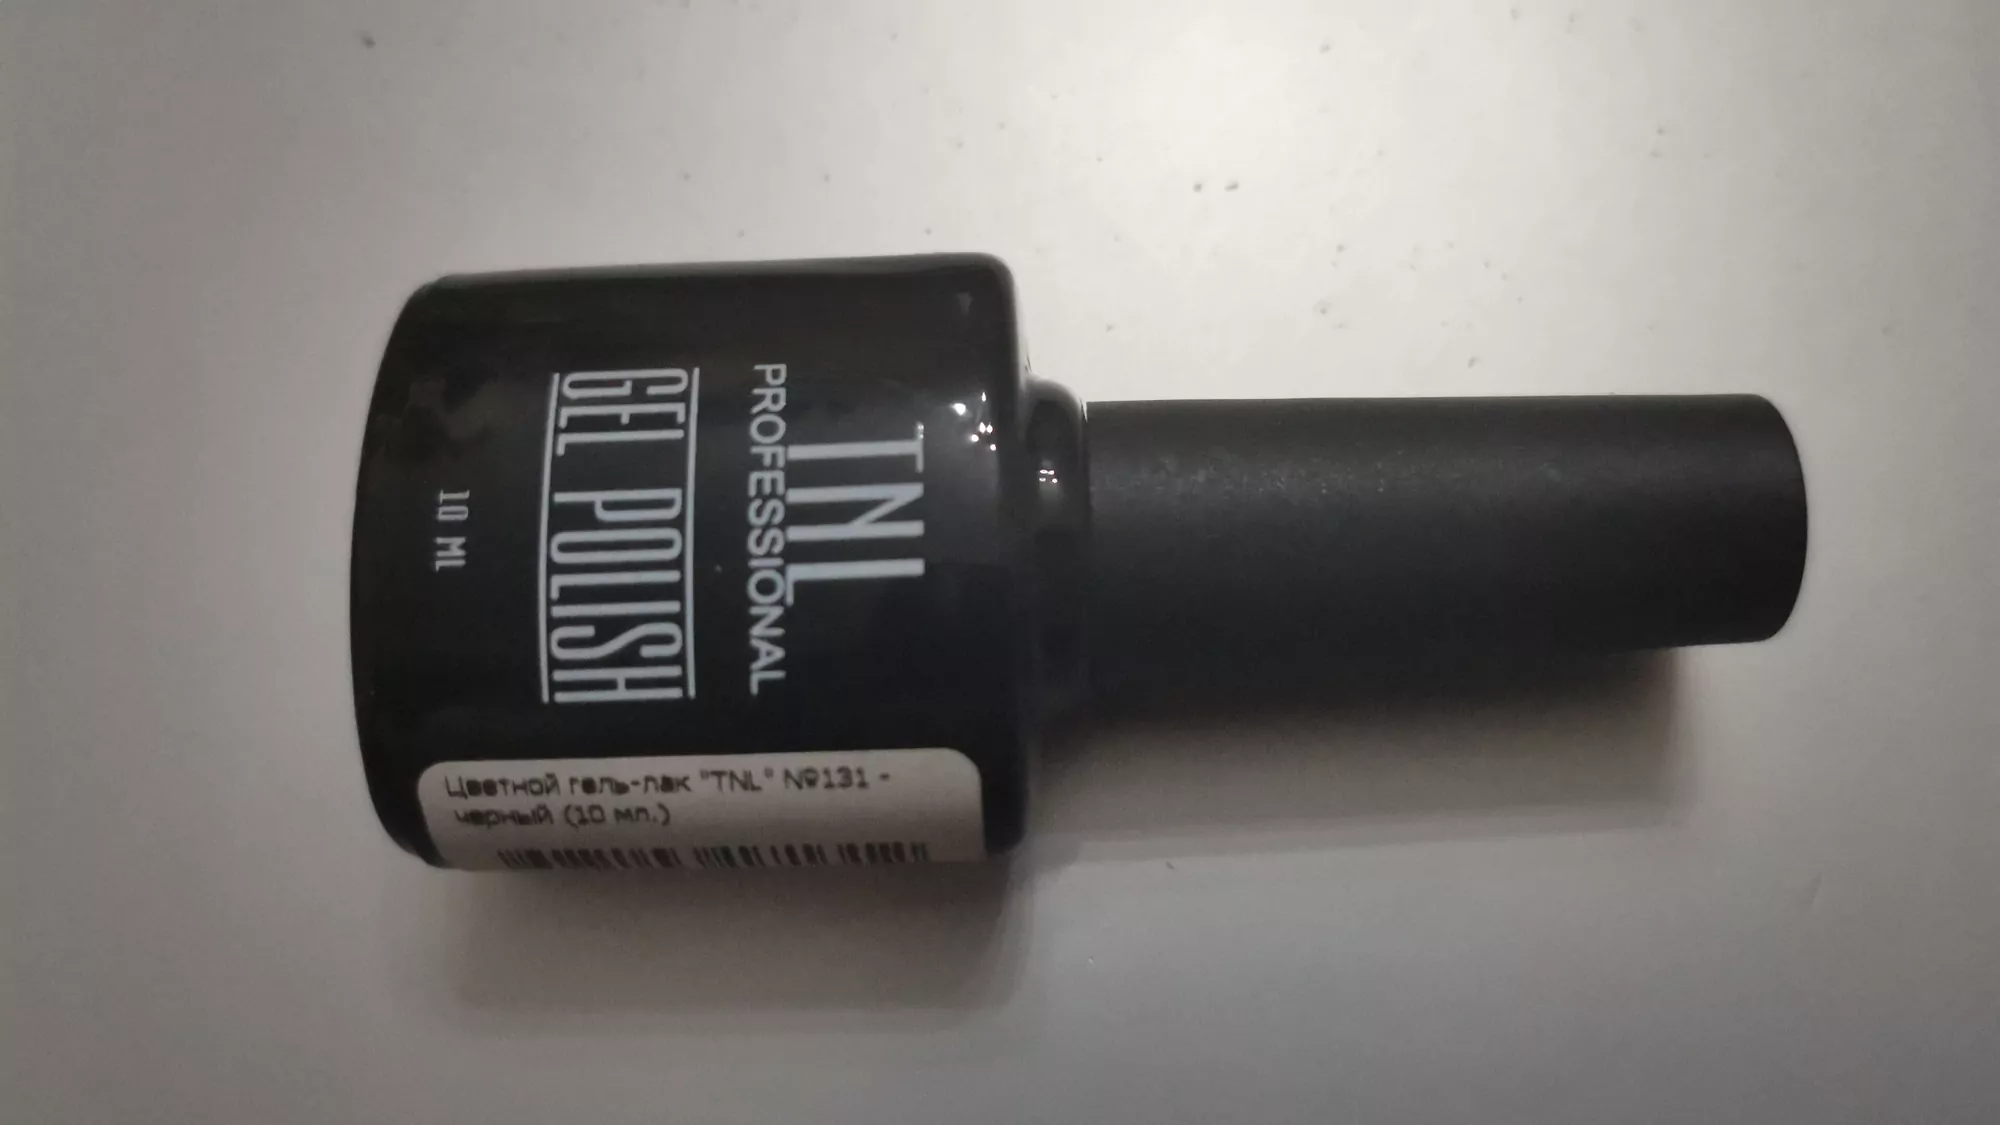 TNL
PROFESSIONAL
GEL POLISH
10 ML
Цветной гель-лак "TNL" №131 -
черный (10 мл.)